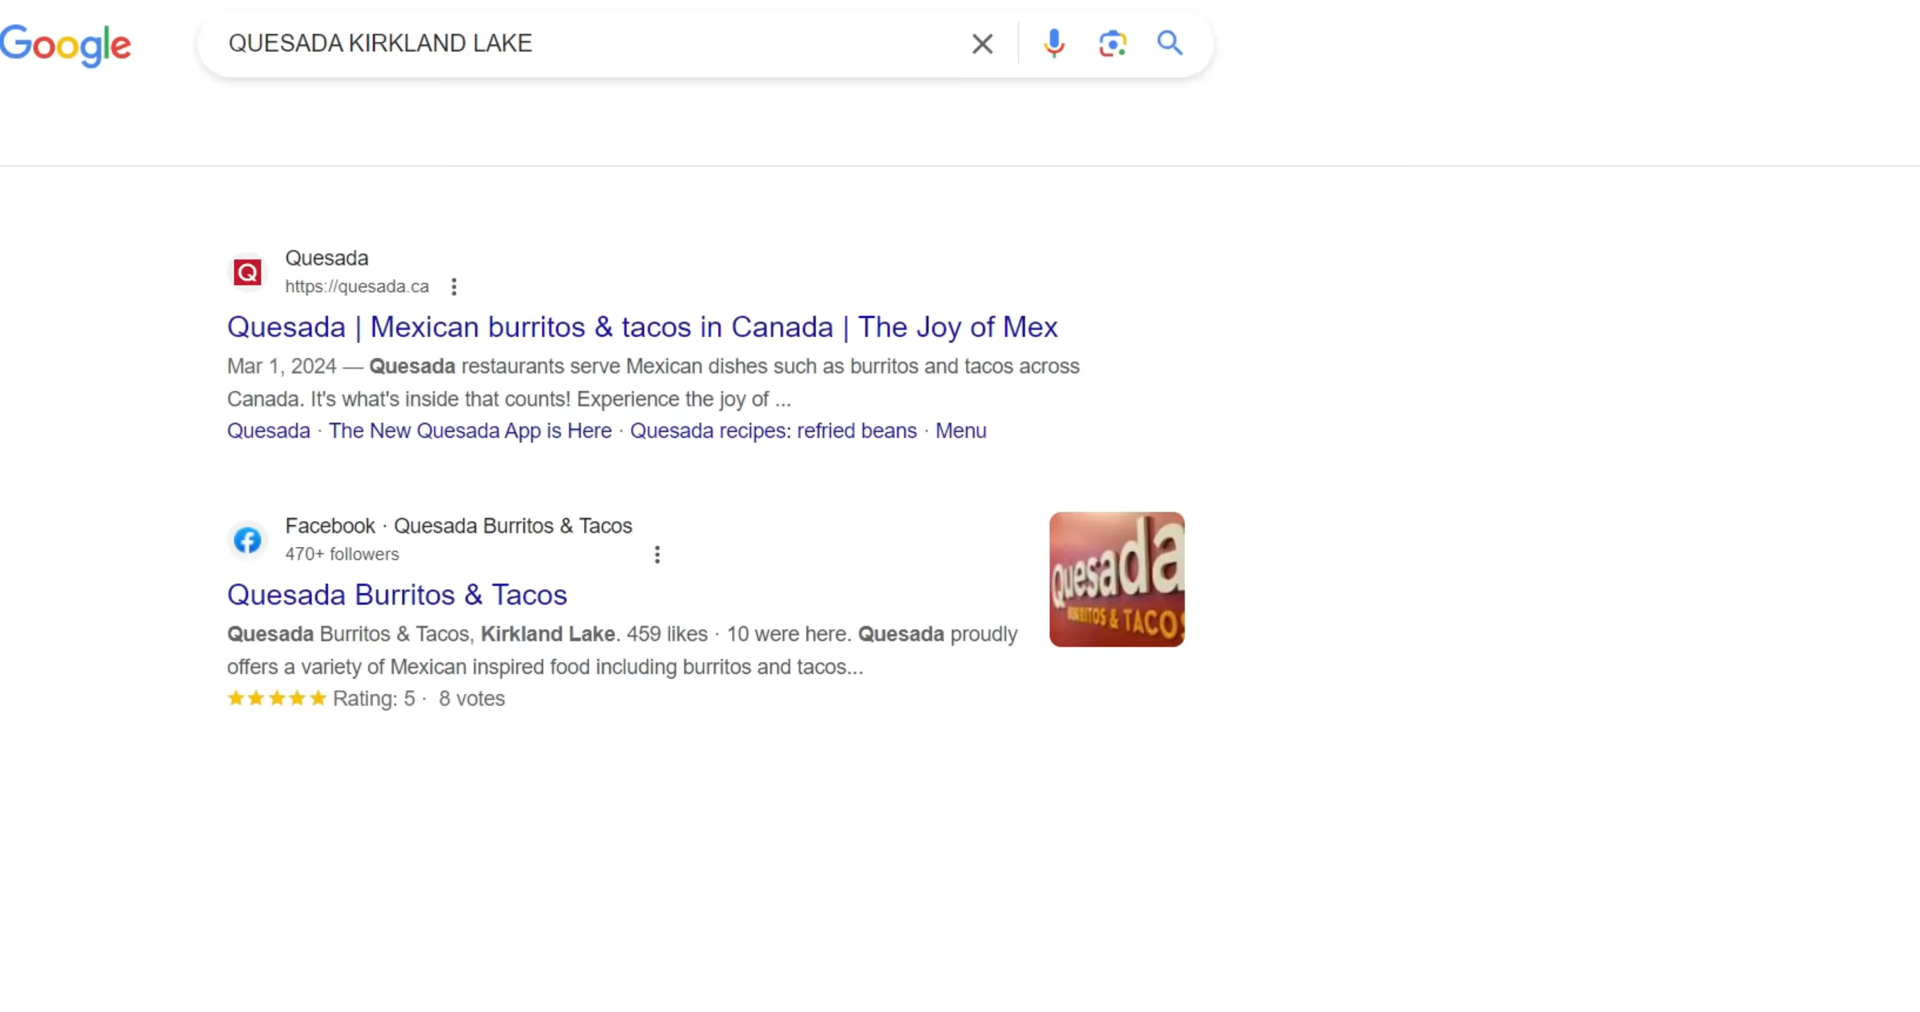 Google
QUESADA KIRKLAND LAKE
Quesada
https://quesada.ca
Quesada | Mexican burritos & tacos in Canada | The Joy of Mex
Mar 1, 2024 — Quesada restaurants serve Mexican dishes such as burritos and tacos across
Canada. It's what's inside that counts! Experience the joy of ...
Quesada · The New Quesada App is Here · Quesada recipes: refried beans · Menu
Facebook · Quesada Burritos & Tacos
470+ followers
Quesada Burritos & Tacos
Quesada Burritos & Tacos, Kirkland Lake. 459 likes · 10 were here. Quesada proudly
offers a variety of Mexican inspired food including burritos and tacos...
Rating: 5 · 8 votes
Quesada
BURRITOS & TACOS